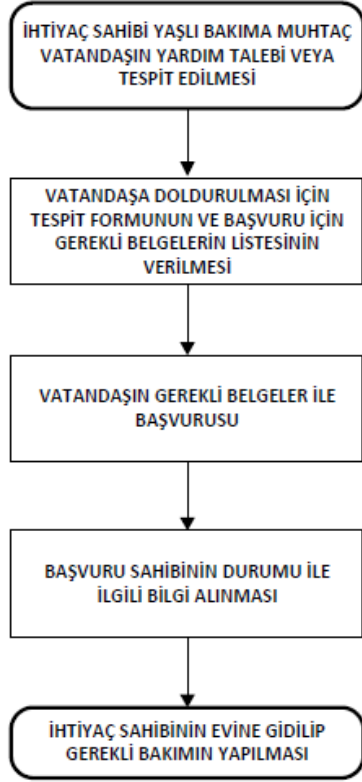 İHTİYAÇ SAHİBİ YAŞLI BAKIMA MUHTAÇ
VATANDAŞIN YARDIM TALEBİ VEYA
TESPİT EDİLMESİ
VATANDAŞA DOLDURULMASI İÇİN
TESPİT FORMUNUN VE BAŞVURU İÇİN
GEREKLİ BELGELERİN LİSTESİNİN
VERİLMESİ
VATANDAŞIN GEREKLİ BELGELER İLE
BAŞVURUSU
BAŞVURU SAHİBİNİN DURUMU İLE
İLGİLİ BİLGİ ALINMASI
İHTİYAÇ SAHİBİNİN EVİNE GİDİLİP
GEREKLİ BAKIMIN YAPILMASI